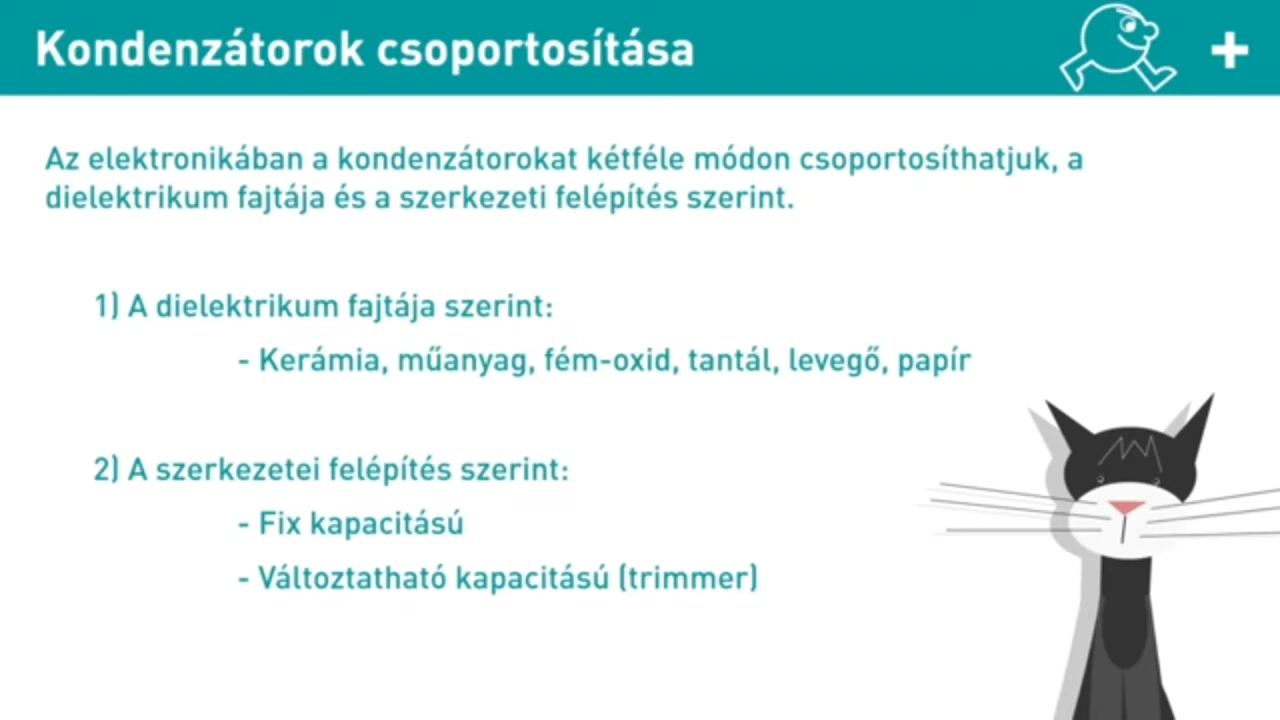 Kondenzátorok csoportosítása
Az elektronikában a kondenzátorokat kétféle módon csoportosíthatjuk, a
dielektrikum fajtája és a szerkezeti felépítés szerint.
1) A dielektrikum fajtája szerint:
- Kerámia, műanyag, fém-oxid, tantál, levegő, papír
2) A szerkezetei felépítés szerint:
- Fix kapacitású
- Változtatható kapacitású (trimmer)